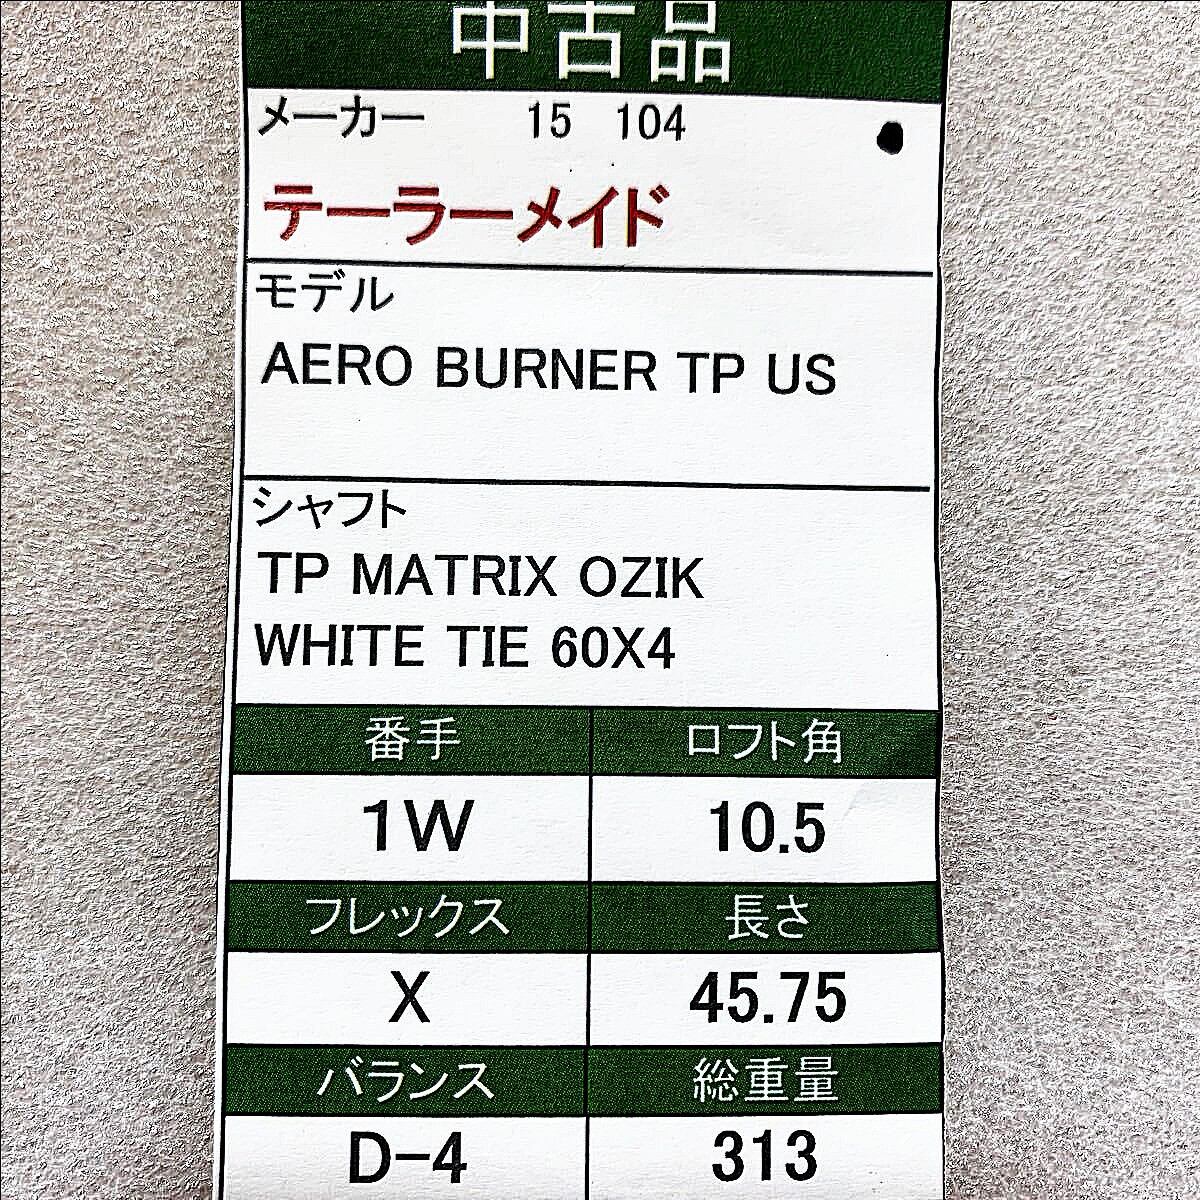 中古品
メーカー 15 104
テーラーメイド
モデル
AERO BURNER TP US
シャフト
TP MATRIX OZIK
WHITE TIE 60X4
番手 ロフト角
1W 10.5
フレックス 長さ
X 45.75
バランス 総重量
D-4 313